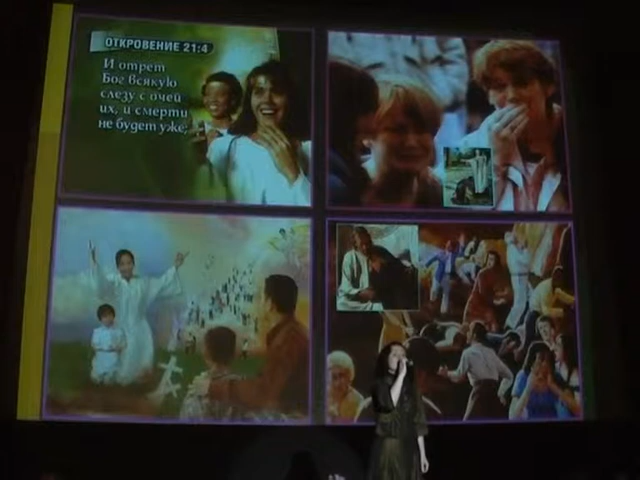 ОТКРОВЕНИЕ 21:4
И отрет
Бог всякую
слезу с очей
их, и смерти
не будет уже;